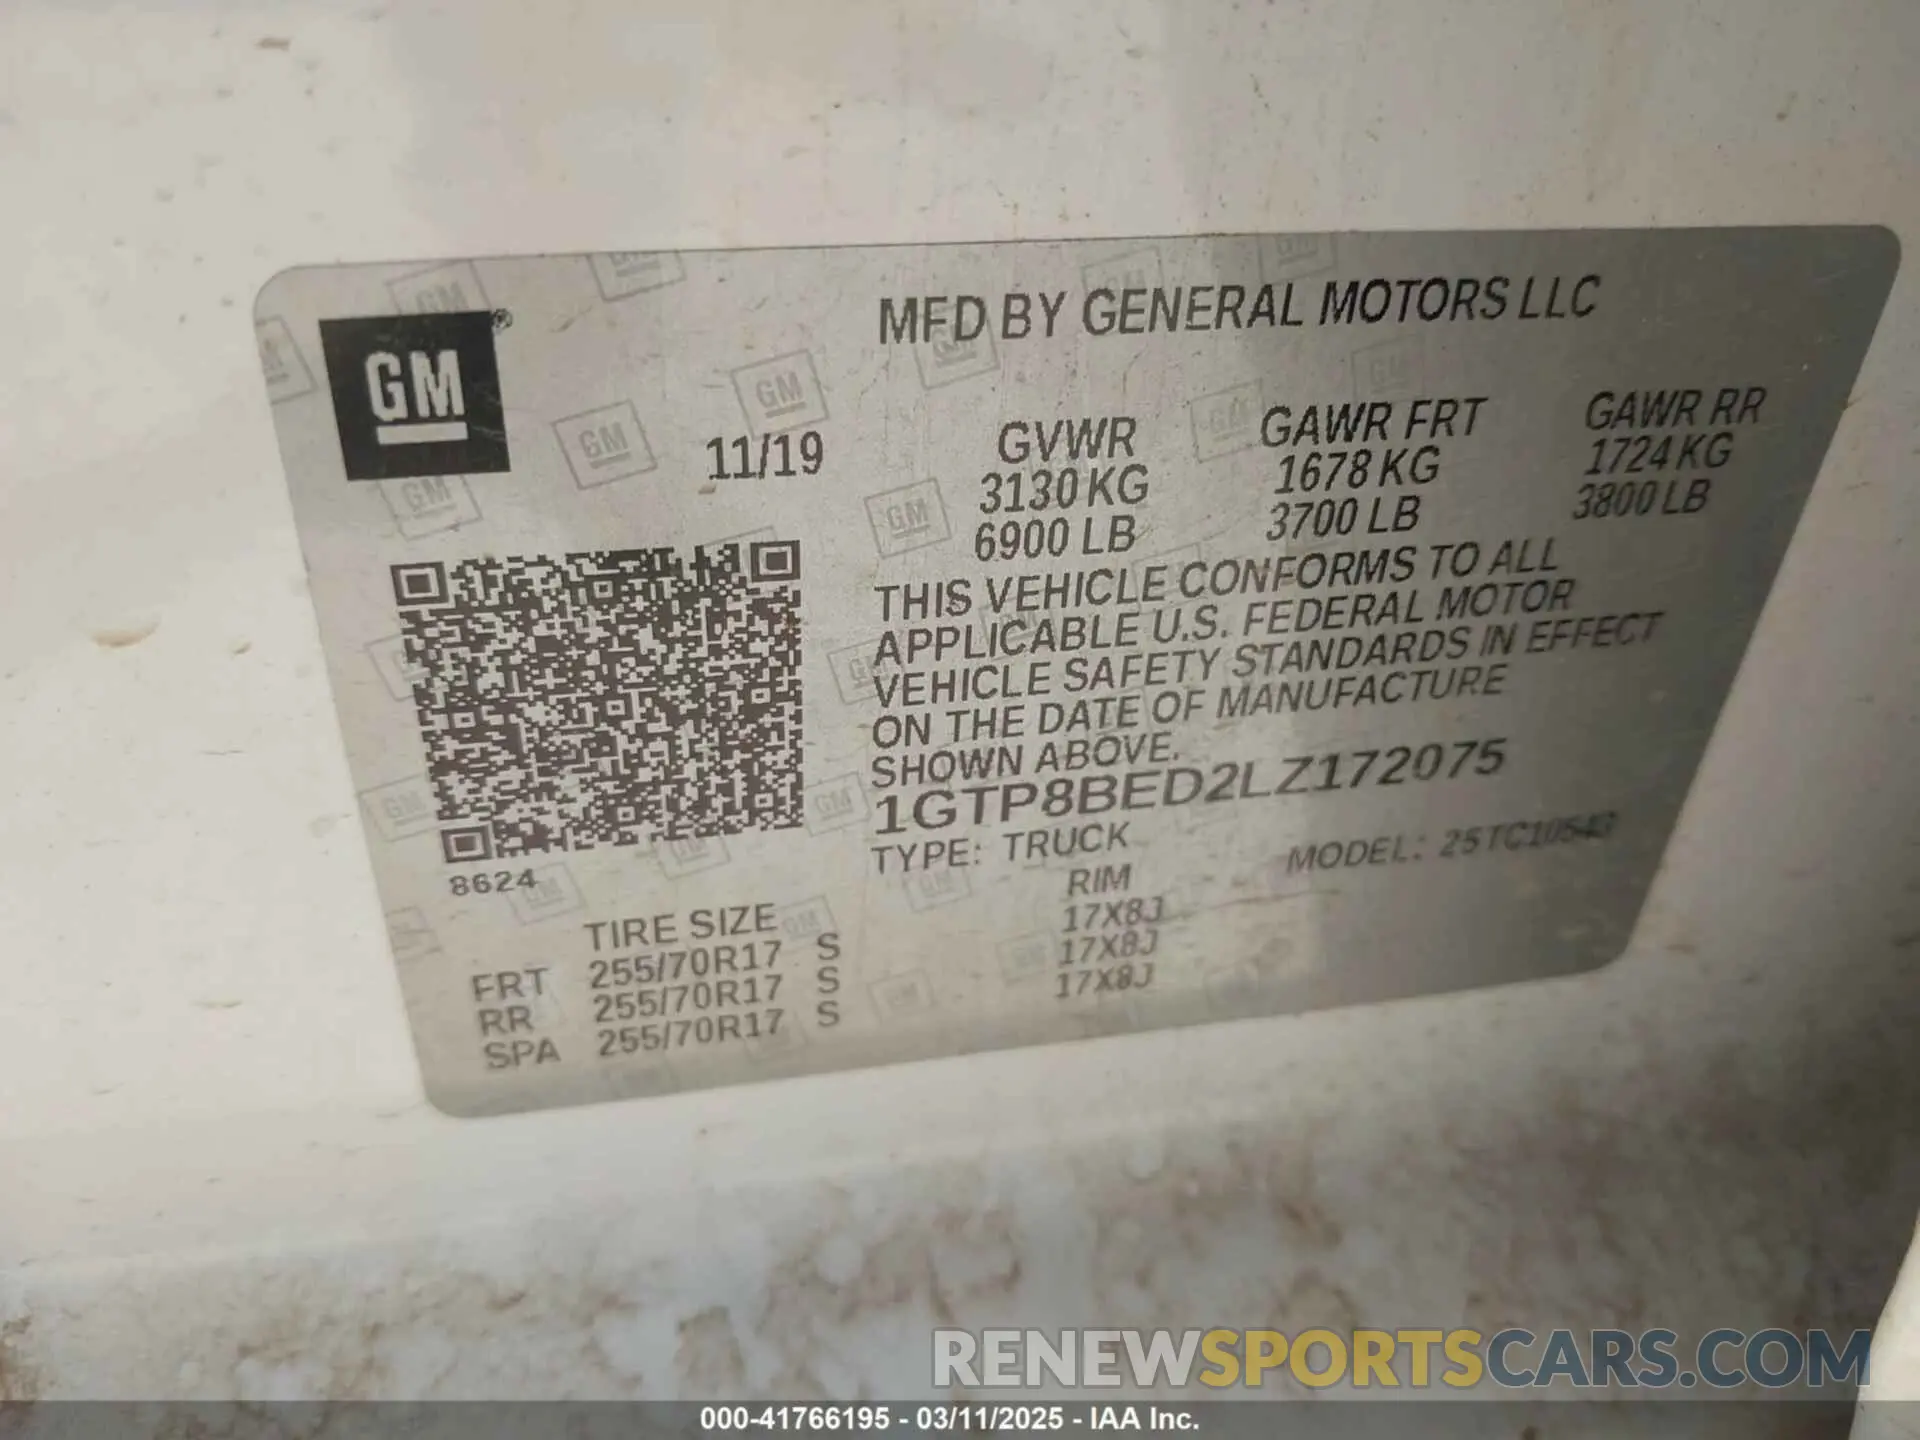 GM ®
MFD BY GENERAL MOTORS LLC
11/19
GVWR GAWR FRT GAWR RR
3130 KG 1678 KG 1724 KG
6900 LB 3700 LB 3800 LB
THIS VEHICLE CONFORMS TO ALL
APPLICABLE U.S. FEDERAL MOTOR
VEHICLE SAFETY STANDARDS IN EFFECT
ON THE DATE OF MANUFACTURE
SHOWN ABOVE.
1GTP8BED2LZ172075
TYPE: TRUCK MODEL:
8624
TIRE SIZE RIM
FRT 255/70R17 S 17X8J
RR 255/70R17 S 17X8J
SPA 255/70R17 S 17X8J
RENEWSPORTSCARS.COM
000-41766195 - 03/11/2025 - IAA Inc.